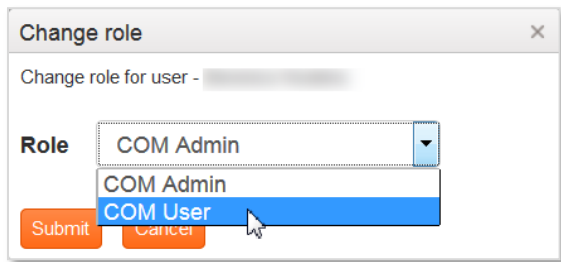 Change role ×
Change role for user -
Role COM Admin
COM Admin
COM User
Submit Cancel